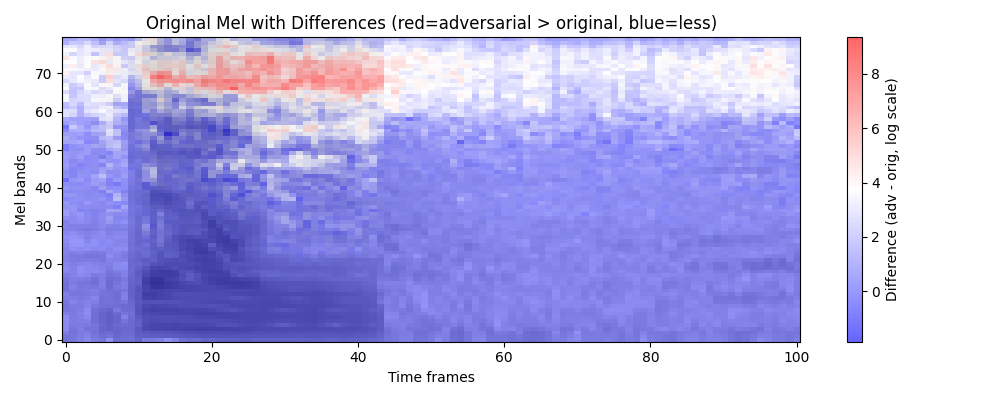 Original Mel with Differences (red=adversarial > original, blue=less)
Mel bands
70
60
50
40
30
20
10
0
0 20 40 60 80 100
Time frames
8
6
4
2
0
Difference (adv - orig, log scale)